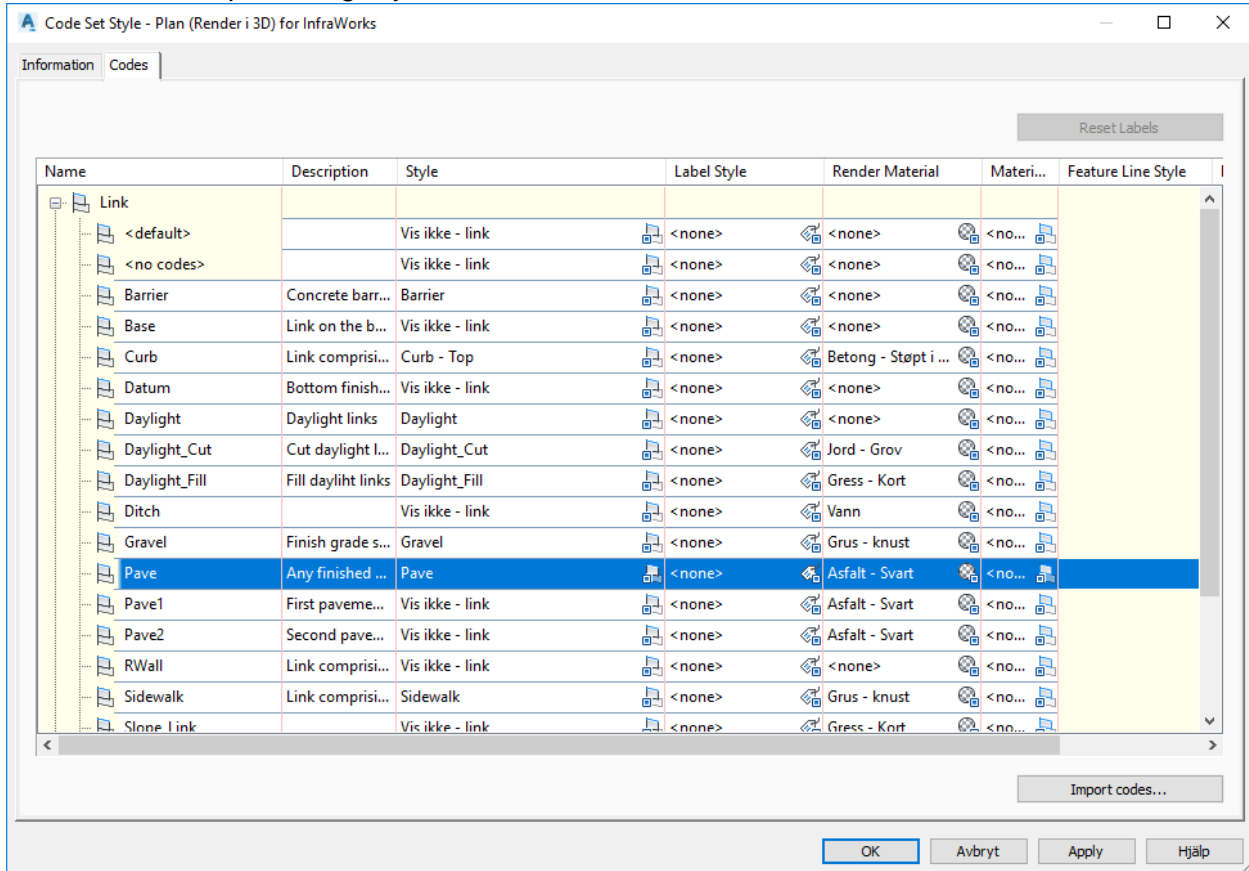 Code Set Style - Plan (Render i 3D) for InfraWorks
Information Codes
Reset Labels
Name Description Style Label Style Render Material Materi... Feature Line Style
Link
<default> Vis ikke - link <none> <none> <no...
<no codes> Vis ikke - link <none> <none> <no...
Barrier Concrete barr... Barrier <none> <none> <no...
Base Link on the b... Vis ikke - link <none> <none> <no...
Curb Link comprisi... Curb - Top <none> Betong - Støpt i ... <no...
Datum Bottom finish... Vis ikke - link <none> <none> <no...
Daylight Daylight links Daylight <none> <none> <no...
Daylight_Cut Cut daylight l... Daylight_Cut <none> Jord - Grov <no...
Daylight_Fill Fill dayliht links Daylight_Fill <none> Gress - Kort <no...
Ditch Vis ikke - link <none> Vann <no...
Gravel Finish grade s... Gravel <none> Grus - knust <no...
Pave Any finished ... Pave <none> Asfalt - Svart <no...
Pave1 First paveme... Vis ikke - link <none> Asfalt - Svart <no...
Pave2 Second pave... Vis ikke - link <none> Asfalt - Svart <no...
RWall Link comprisi... Vis ikke - link <none> <none> <no...
Sidewalk Link comprisi... Sidewalk <none> Grus - knust <no...
Slope_Link Vis ikke - link <none> Gress - Kort <no...
Import codes...
OK Avbryt Apply Hjälp